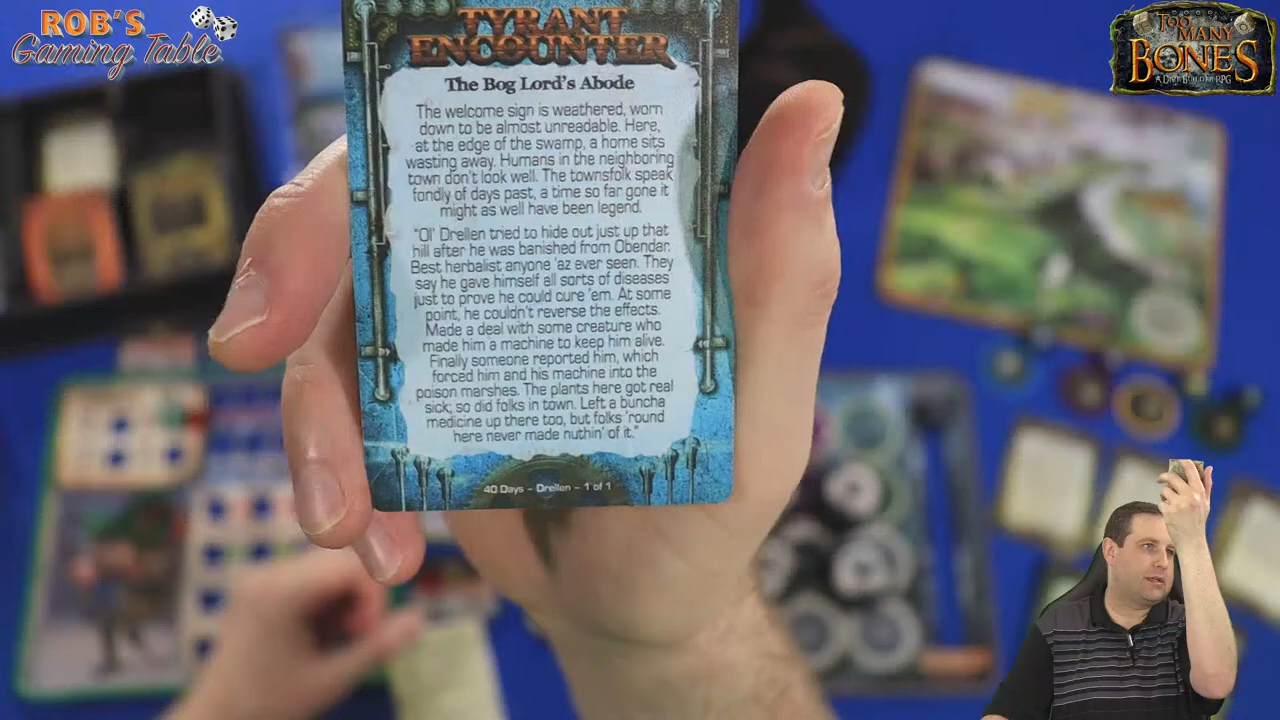 ROB'S
Gaming Table
TOO
MANY
BONES
A DICE BUILDER RPG
TYRANT
ENCOUNTER
The Bog Lord's Abode
The welcome sign is weathered, worn
down to be almost unreadable. Here,
at the edge of the swamp, a home sits
wasting away. Humans in the neighboring
town don't look well. The townsfolk speak
fondly of days past, a time so far gone it
might as well have been legend.
"Ol' Drellen tried to hide out just up that
hill after he was banished from Obendar.
Best herbalist anyone 'az ever seen. They
say he gave himself all sorts of diseases
just to prove he could cure 'em. At some
point, he couldn't reverse the effects.
Made a deal with some creature who
made him a machine to keep him alive.
Finally someone reported him, which
forced him and his machine into the
poison marshes. The plants here got real
sick; so did folks in town. Left a buncha
medicine up there too, but folks 'round
here never made nuthin' of it."
40 Days – Drellen – 1 of 1